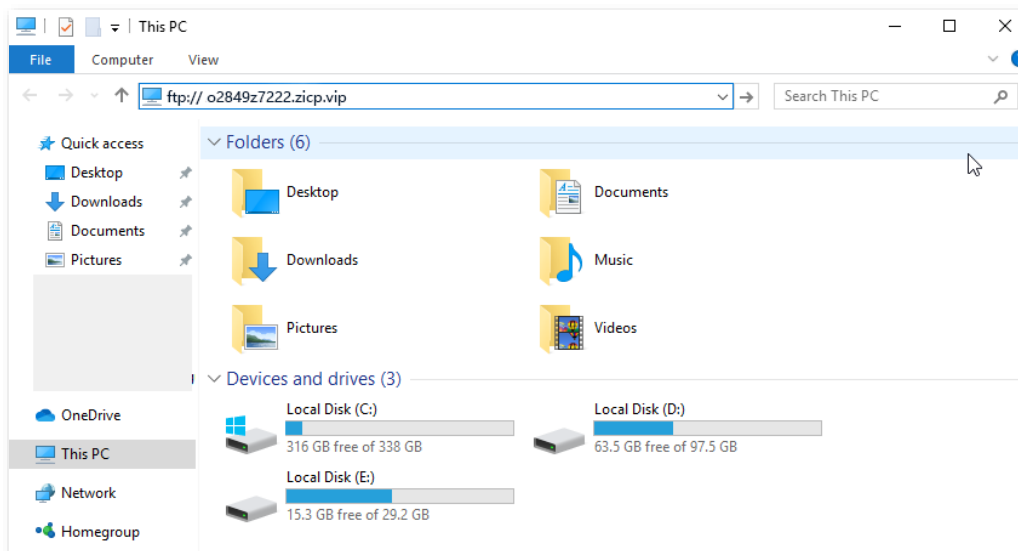 This PC
File Computer View
ftp:// o2849z7222.zicp.vip
Search This PC
Quick access
Desktop
Downloads
Documents
Pictures
OneDrive
This PC
Network
Homegroup
Folders (6)
Desktop
Documents
Downloads
Music
Pictures
Videos
Devices and drives (3)
Local Disk (C:)
316 GB free of 338 GB
Local Disk (D:)
63.5 GB free of 97.5 GB
Local Disk (E:)
15.3 GB free of 29.2 GB